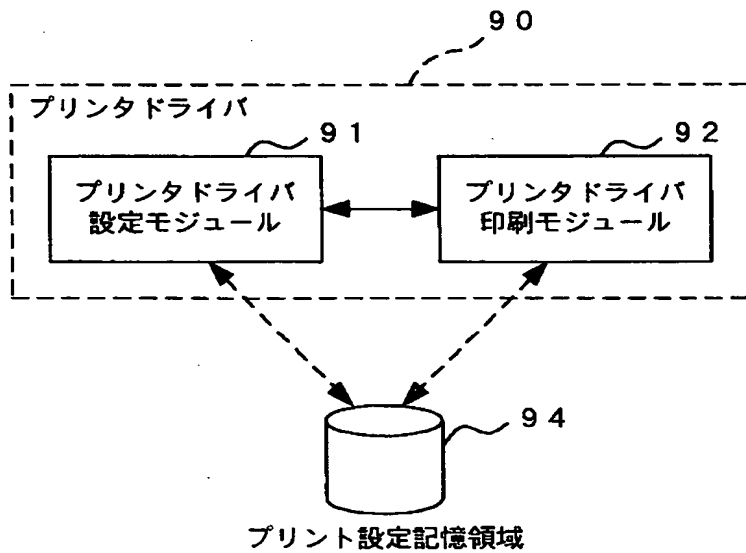 ９０
プリンタドライバ
９１
９２
プリンタドライバ
設定モジュール
プリンタドライバ
印刷モジュール
９４
プリント設定記憶領域